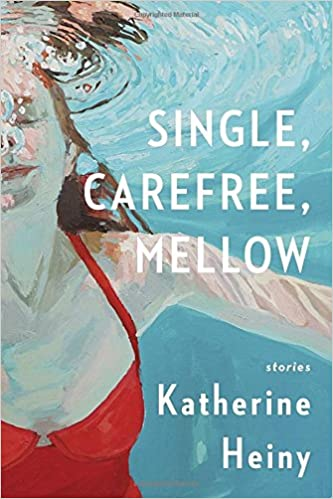 SINGLE,
CAREFREE,
MELLOW
stories
Katherine
Heiny